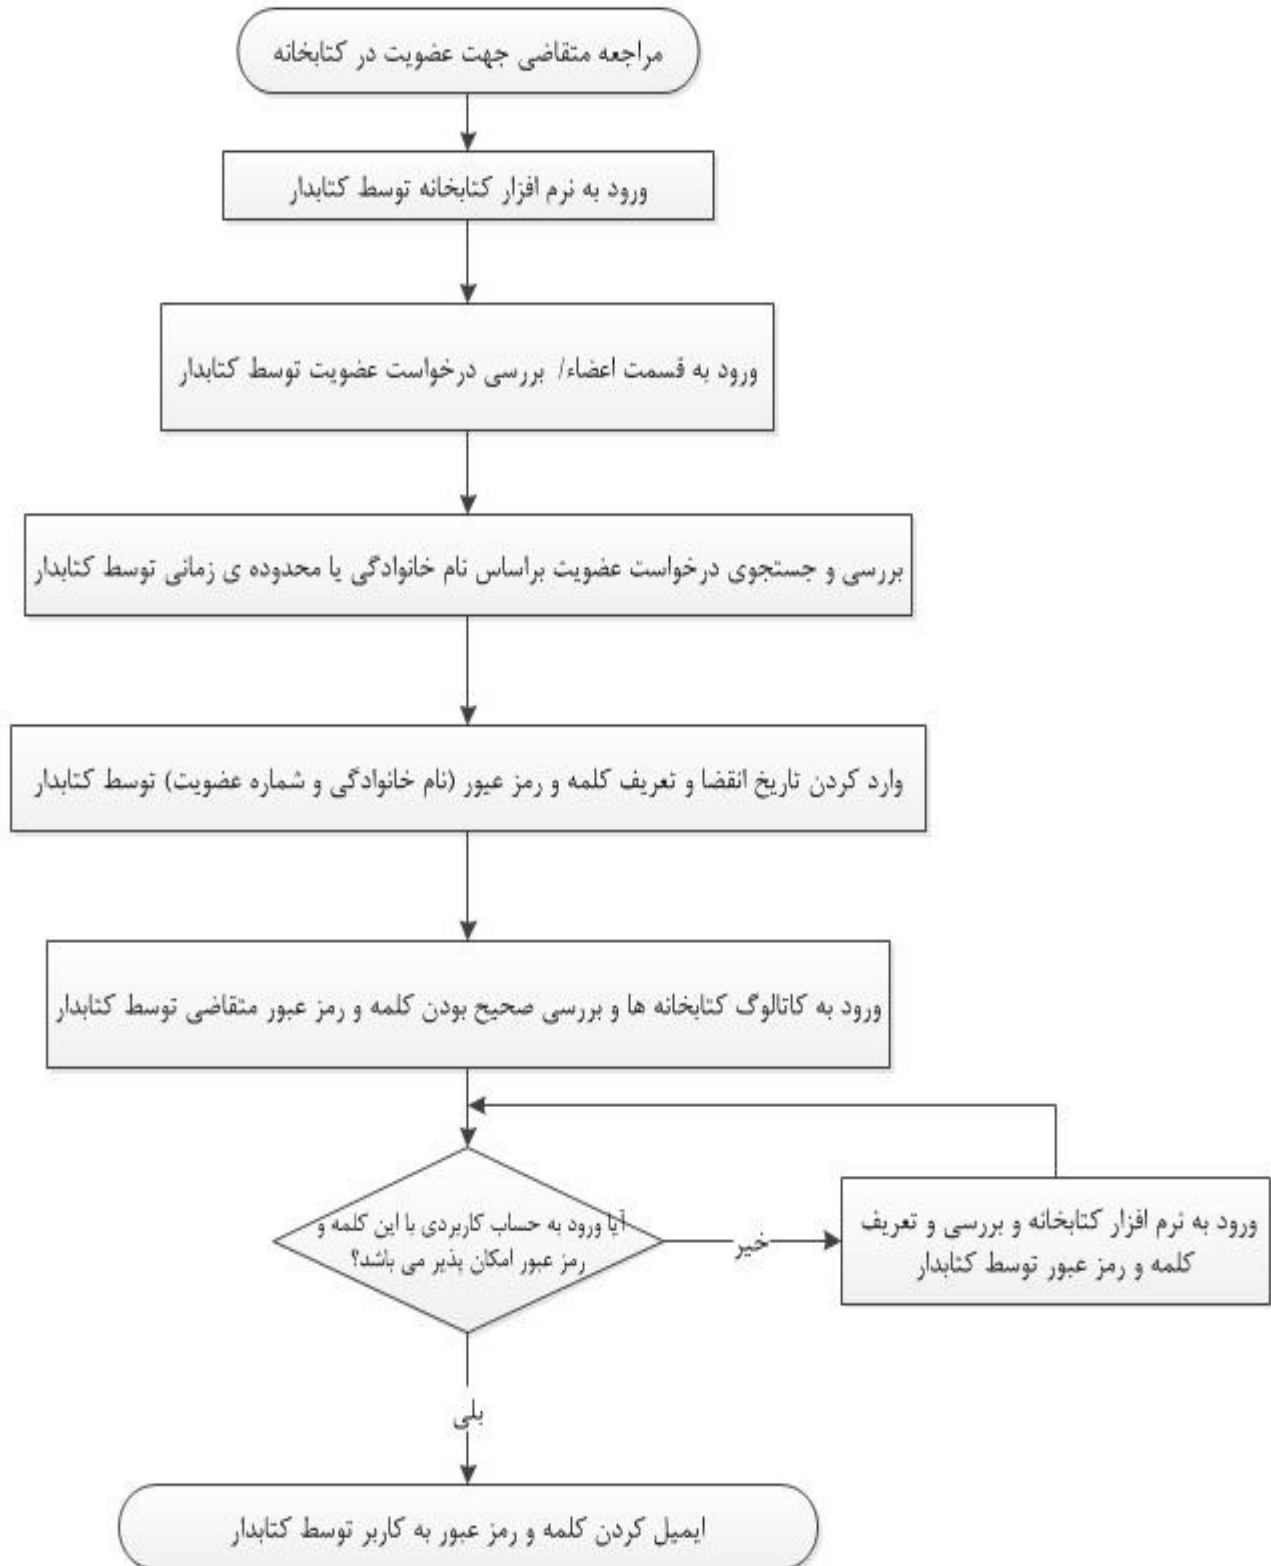 مراجعه متقاضی جهت عضویت در کتابخانه
ورود به نرم افزار کتابخانه توسط کتابدار
ورود به قسمت اعضاء/ بررسی درخواست عضویت توسط کتابدار
بررسی و جستجوی درخواست عضویت براساس نام خانوادگی یا محدوده ی زمانی توسط کتابدار
وارد کردن تاریخ انقضا و تعریف کلمه و رمز عبور (نام خانوادگی و شماره عضویت) توسط کتابدار
ورود به کاتالوگ کتابخانه ها و بررسی صحیح بودن کلمه و رمز عبور متقاضی توسط کتابدار
آیا ورود به حساب کاربردی با این کلمه و
رمز عبور امکان پذیر می باشد؟
خیر
ورود به نرم افزار کتابخانه و بررسی و تعریف
کلمه و رمز عبور توسط کتابدار
بلی
ایمیل کردن کلمه و رمز عبور به کاربر توسط کتابدار